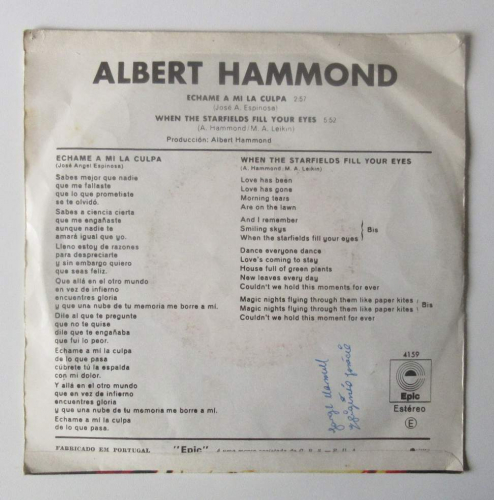 ALBERT HAMMOND
ECHAME A MI LA CULPA 2:57
(José A. Espinosa)
WHEN THE STARFIELDS FILL YOUR EYES 5:52
(A. Hammond/M. A. Leikin)
Producción: Albert Hammond
ECHAME A MI LA CULPA
(José Angel Espinosa)
Sabes mejor que nadie
que me fallaste
que lo que prometiste
se te olvidó.
Sabes a ciencia cierta
que me engañaste
aunque nadie te
amará igual que yo.
Lleno estoy de razones
para despreciarte
y sin embargo quiero
que seas feliz.
Que allá en el otro mundo
en vez de infierno
encuentres gloria
y que una nube de tu memoria me borre a mi.
Dile al que te pregunte
que no te quise
dile que te engañaba
que fui lo peor.
Echame a mi la culpa
de lo que pasa
cúbrete tú la espalda
con mi dolor.
Y allá en el otro mundo
que en vez de infierno
encuentres gloria
y que una nube de tu memoria me borre a mi.
Echame a mi la culpa
de lo que pasa.
WHEN THE STARFIELDS FILL YOUR EYES
(A. Hammond/M. A. Leikin)
Love has been
Love has gone
Morning tears
Are on the lawn
And I remember
Smiling skys
When the starfields fill your eyes
Bis
Dance everyone dance
Love's coming to stay
House full of green plants
New leaves every day
Couldn't we hold this moments for ever
Magic nights flying through them like paper kites
Magic nights flying through them like paper kites
Bis
Couldn't we hold this moment for ever
4159
Epic
Estéreo
E
FABRICADO EM PORTUGAL
"Epic"